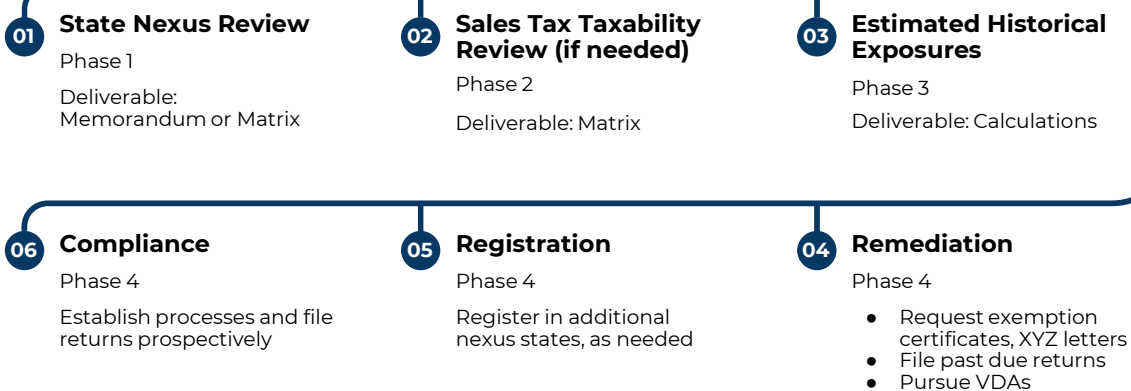 01
State Nexus Review
Phase 1
Deliverable:
Memorandum or Matrix
02
Sales Tax Taxability
Review (if needed)
Phase 2
Deliverable: Matrix
03
Estimated Historical
Exposures
Phase 3
Deliverable: Calculations
06
Compliance
Phase 4
Establish processes and file
returns prospectively
05
Registration
Phase 4
Register in additional
nexus states, as needed
04
Remediation
Phase 4
● Request exemption
certificates, XYZ letters
● File past due returns
● Pursue VDAs